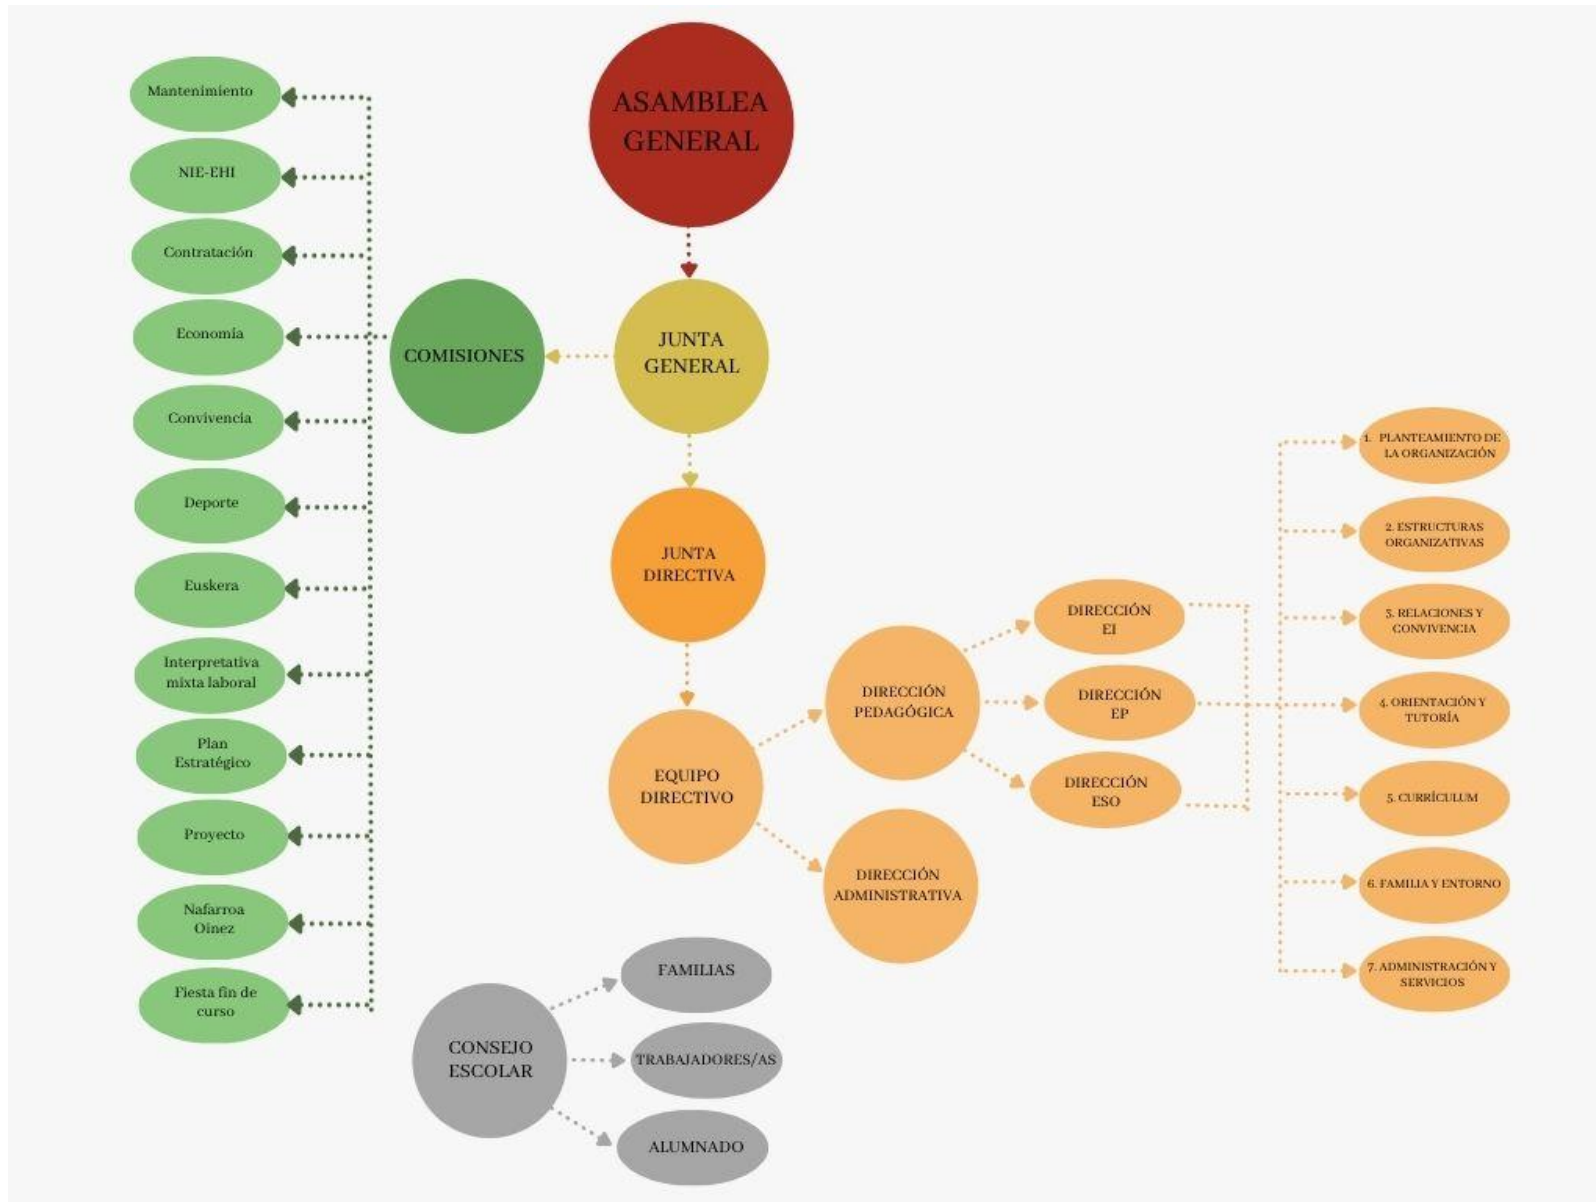 ASAMBLEA
GENERAL
JUNTA
GENERAL
COMISIONES
Mantenimiento
NIE-EHI
Contratación
Economía
Convivencia
Deporte
Euskera
Interpretativa
mixta laboral
Plan
Estratégico
Proyecto
Nafarroa
Oinez
Fiesta fin de
curso
JUNTA
DIRECTIVA
EQUIPO
DIRECTIVO
DIRECCIÓN
PEDAGÓGICA
DIRECCIÓN
ADMINISTRATIVA
DIRECCIÓN
EI
DIRECCIÓN
EP
DIRECCIÓN
ESO
1. PLANTEAMIENTO DE
LA ORGANIZACIÓN
2. ESTRUCTURAS
ORGANIZATIVAS
3. RELACIONES Y
CONVIVENCIA
4. ORIENTACIÓN Y
TUTORÍA
5. CURRÍCULUM
6. FAMILIA Y ENTORNO
7. ADMINISTRACIÓN Y
SERVICIOS
CONSEJO
ESCOLAR
FAMILIAS
TRABAJADORES/AS
ALUMNADO